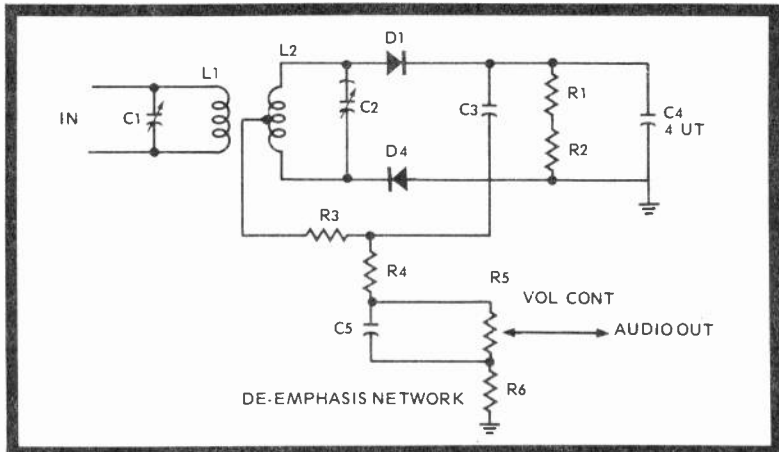 D1
L1
L2
IN
C1
C2
C3
R1
R2
C4
4 UT
D4
R3
R4
R5
VOL CONT
C5
AUDIO OUT
DE-EMPHASIS NETWORK
R6